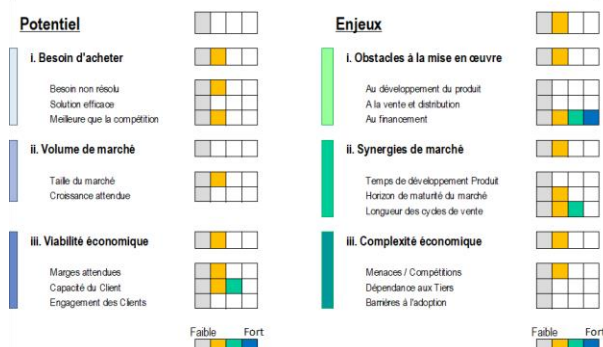 Potentiel
i. Besoin d'acheter
Besoin non résolu
Solution efficace
Meilleure que la compétition
ii. Volume de marché
Taille du marché
Croissance attendue
iii. Viabilité économique
Marges attendues
Capacité du Client
Engagement des Clients
Faible Fort
Enjeux
i. Obstacles à la mise en œuvre
Au développement du produit
A la vente et distribution
Au financement
ii. Synergies de marché
Temps de développement Produit
Horizon de maturité du marché
Longueur des cycles de vente
iii. Complexité économique
Menaces / Compétitions
Dépendance aux Tiers
Barrières à l'adoption
Faible Fort